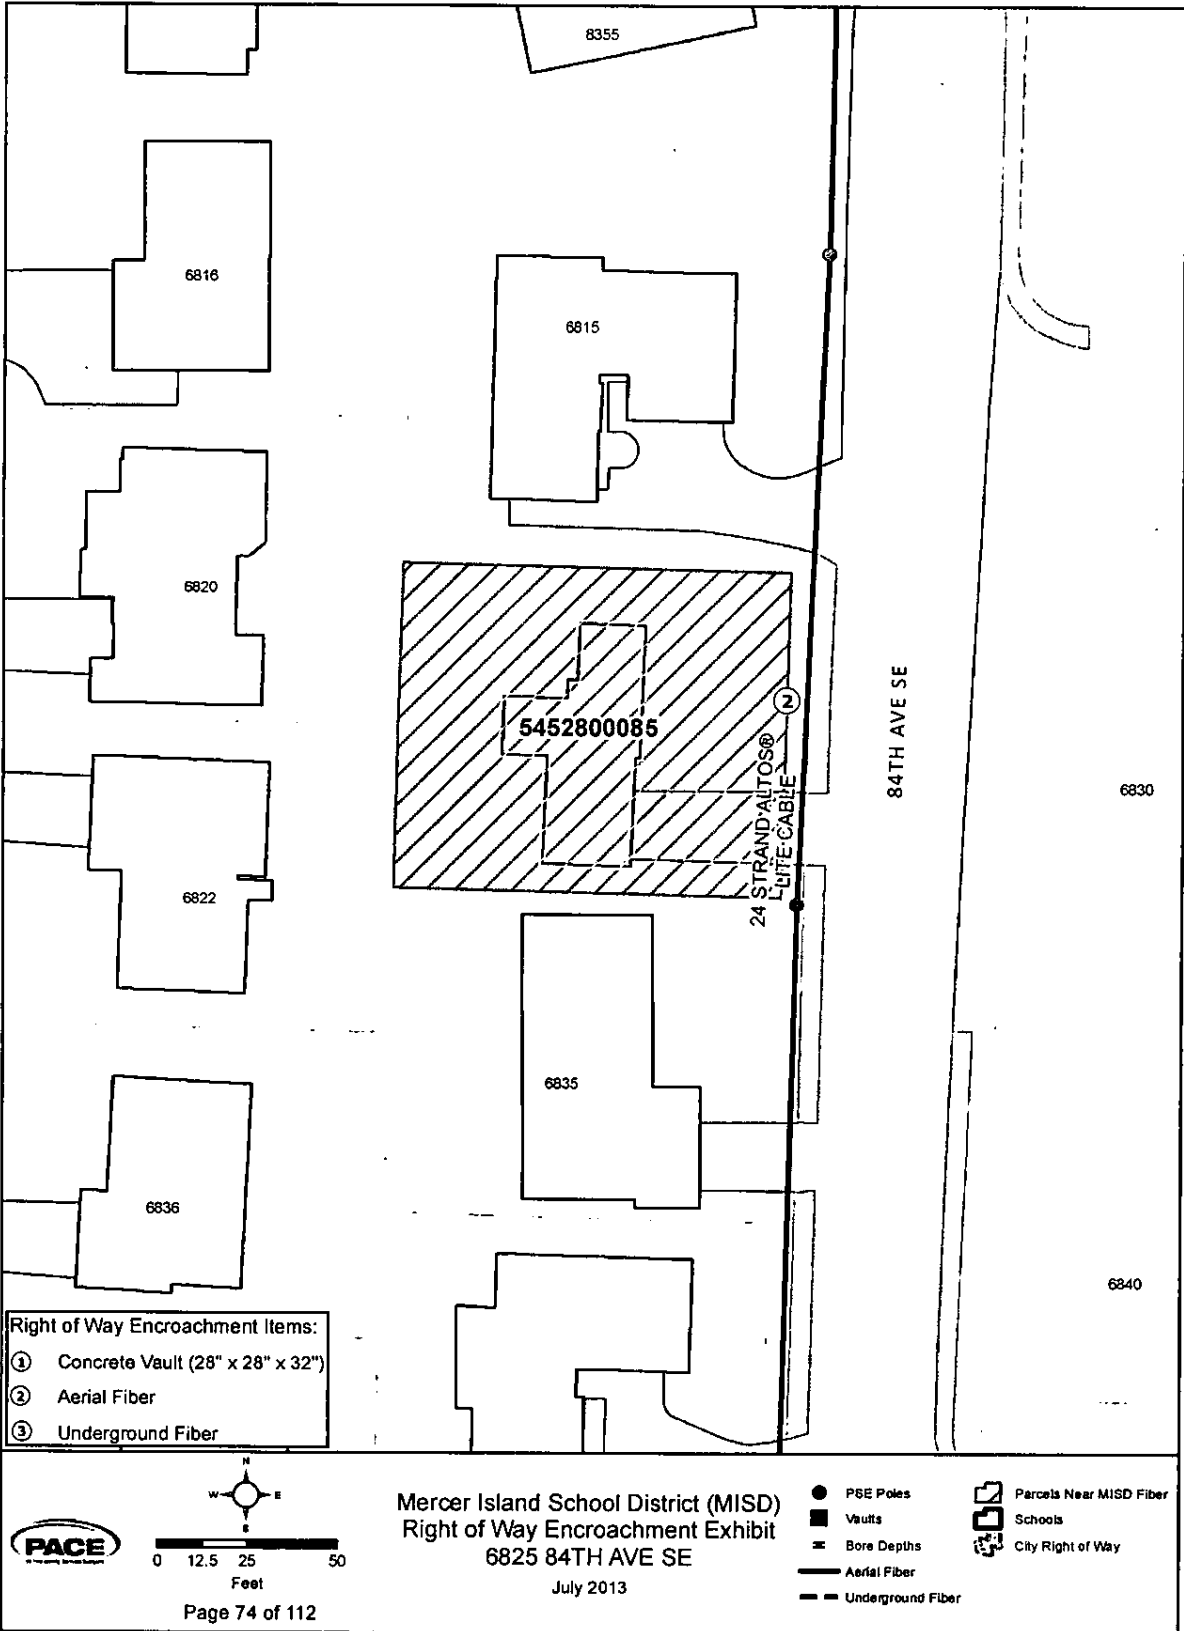 8355
6816
6815
6820
5452800085
2
24 STRAND ALTOS®
LITE CABLE
84TH AVE SE
6830
6822
6835
6836
6840
Right of Way Encroachment Items:
1 Concrete Vault (28" x 28" x 32")
2 Aerial Fiber
3 Underground Fiber
N
W E
S
PACE
0 12.5 25 50
Feet
Page 74 of 112
Mercer Island School District (MISD)
Right of Way Encroachment Exhibit
6825 84TH AVE SE
July 2013
PSE Poles
Vaults
Bore Depths
Aerial Fiber
Underground Fiber
Parcels Near MISD Fiber
Schools
City Right of Way